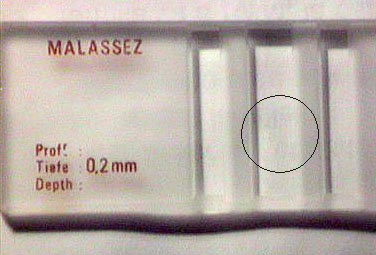 MALASSEZ
Prof. :
Tiefe : 0,2 mm
Depth :